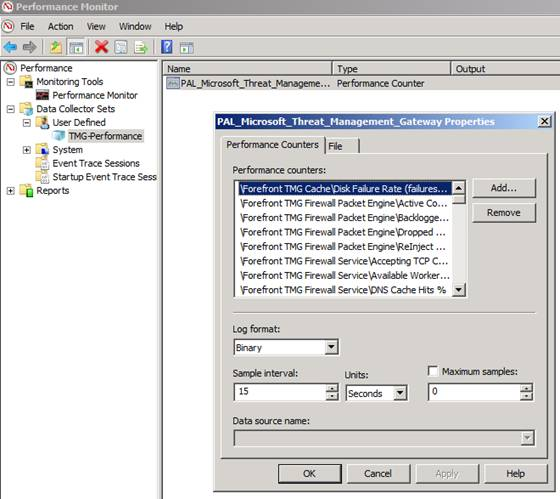 Performance Monitor
File Action View Window Help
Performance
Monitoring Tools
Performance Monitor
Data Collector Sets
User Defined
TMG-Performance
System
Event Trace Sessions
Startup Event Trace Sess
Reports
Name Type Output
PAL_Microsoft_Threat_Manageme... Performance Counter
PAL_Microsoft_Threat_Management_Gateway Properties
Performance Counters File
Performance counters:
\Forefront TMG Cache\Disk Failure Rate (failures...
\Forefront TMG Firewall Packet Engine\Active Co...
\Forefront TMG Firewall Packet Engine\Backlogge...
\Forefront TMG Firewall Packet Engine\Dropped ...
\Forefront TMG Firewall Packet Engine\ReInject ...
\Forefront TMG Firewall Service\Accepting TCP C...
\Forefront TMG Firewall Service\Available Worker...
\Forefront TMG Firewall Service\DNS Cache Hits %
Add...
Remove
Log format:
Binary
Sample interval: Units: Maximum samples:
15 Seconds 0
Data source name:
OK Cancel Apply Help